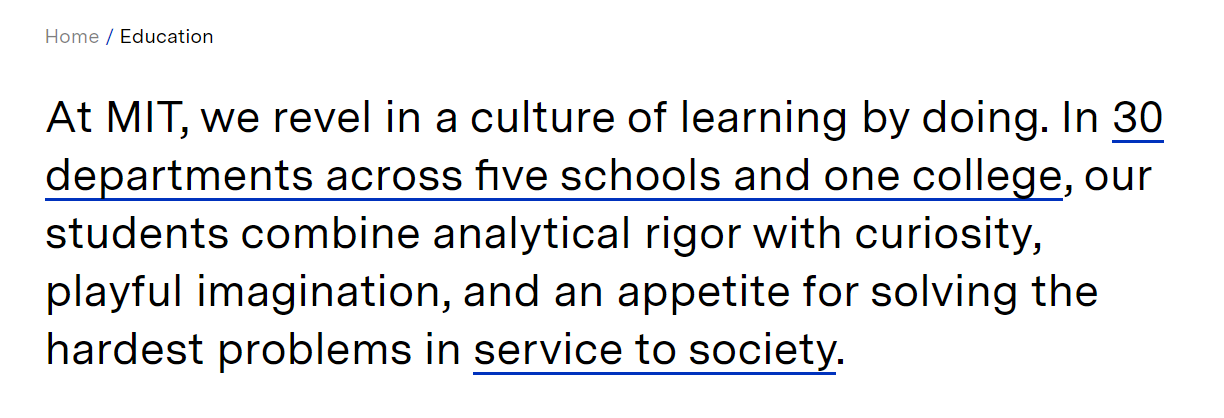 Home / Education
At MIT, we revel in a culture of learning by doing. In 30
departments across five schools and one college, our
students combine analytical rigor with curiosity,
playful imagination, and an appetite for solving the
hardest problems in service to society.